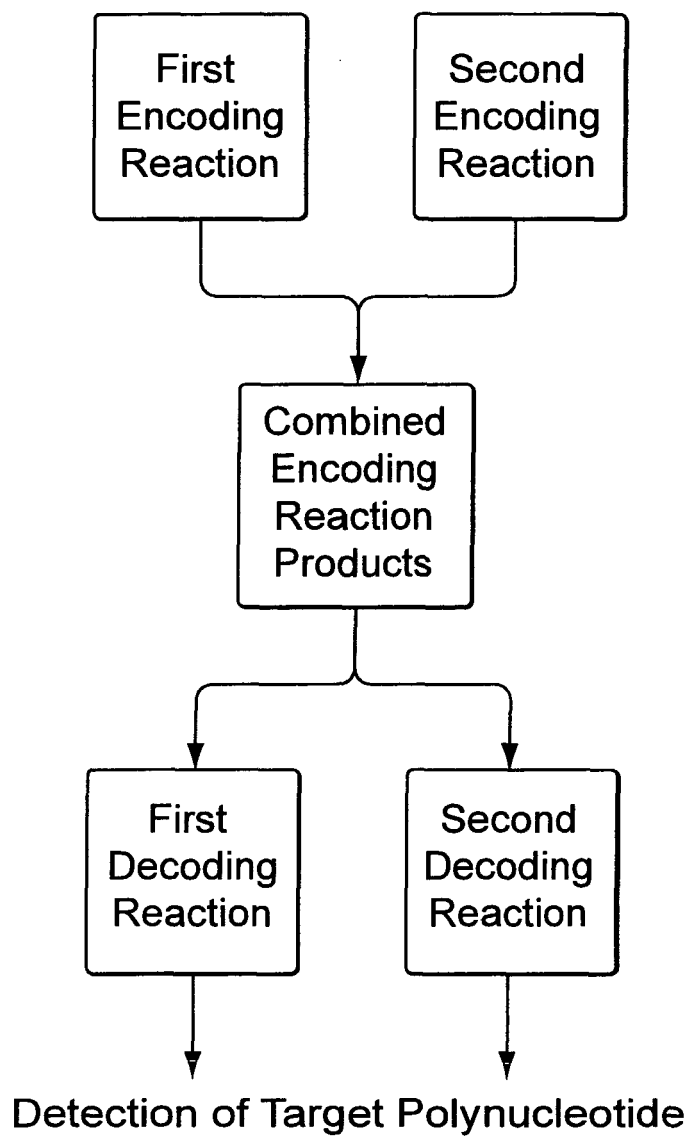 First
Encoding
Reaction
Second
Encoding
Reaction
Combined
Encoding
Reaction
Products
First
Decoding
Reaction
Second
Decoding
Reaction
Detection of Target Polynucleotide